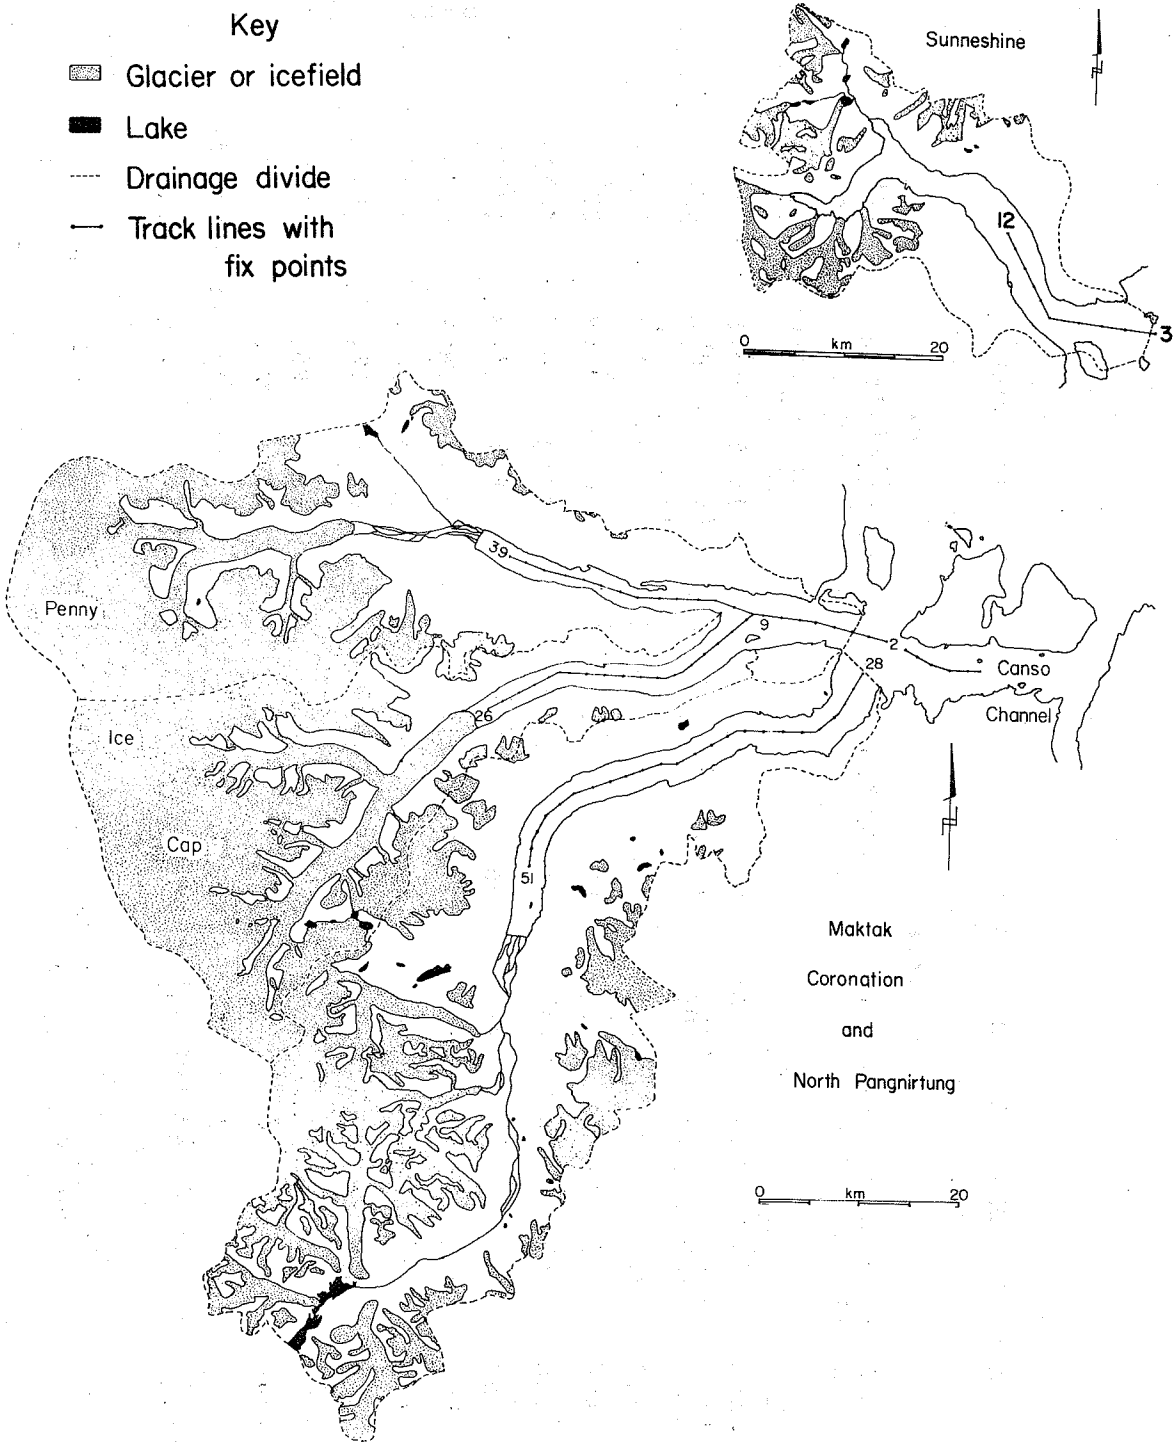 Key
Glacier or icefield
Lake
Drainage divide
Track lines with
fix points
Sunneshine
12
3
0 km 20
39
Penny
9
2
28
Canso
26
Channel
Ice
Cap
51
Maktak
Coronation
and
North Pangnirtung
0 km 20